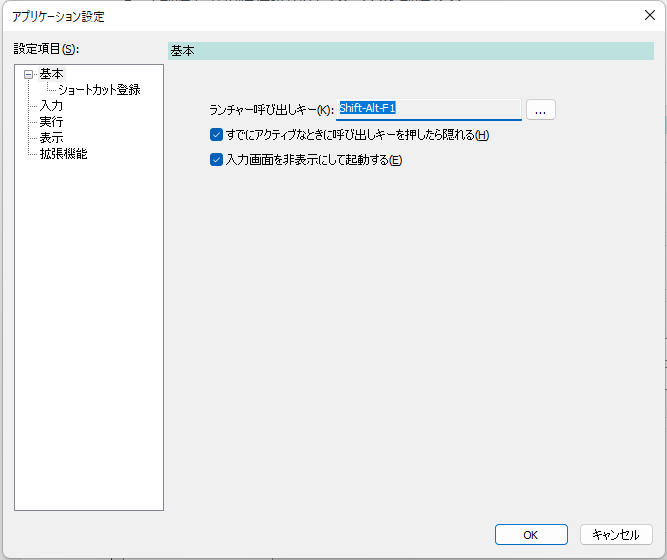 アプリケーション設定
設定項目(S):
基本
基本
ショートカット登録
入力
実行
表示
拡張機能
ランチャー呼び出しキー(K): Shift-Alt-F1 ...
すでにアクティブなときに呼び出しキーを押したら隠れる(H)
入力画面を非表示にして起動する(E)
OK キャンセル